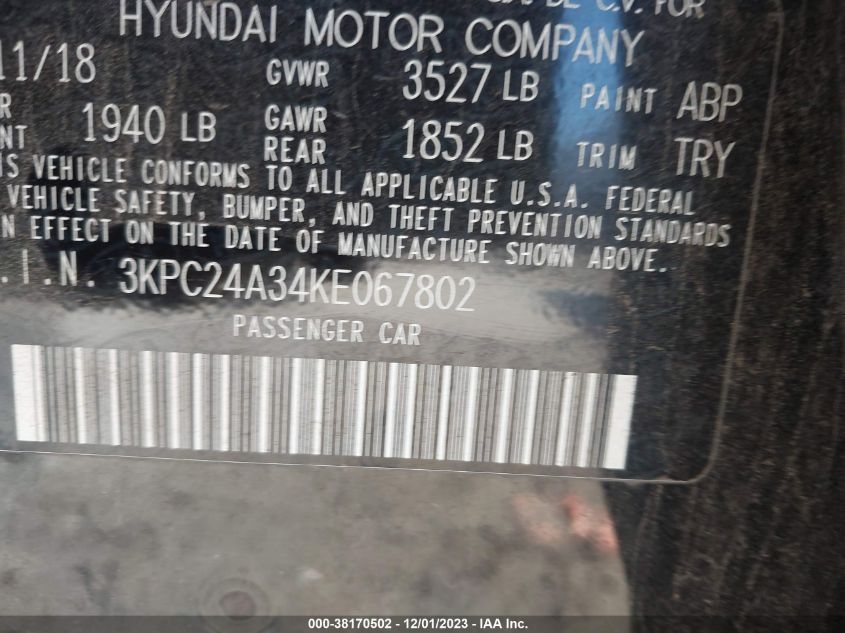 S.A. DE C.V. FOR
HYUNDAI MOTOR COMPANY
11/18 GVWR 3527 LB PAINT ABP
1940 LB GAWR REAR 1852 LB TRIM TRY
IS VEHICLE CONFORMS TO ALL APPLICABLE U.S.A. FEDERAL
VEHICLE SAFETY, BUMPER, AND THEFT PREVENTION STANDARDS
N EFFECT ON THE DATE OF MANUFACTURE SHOWN ABOVE.
.I.N. 3KPC24A34KE067802
PASSENGER CAR
000-38170502 - 12/01/2023 - IAA Inc.